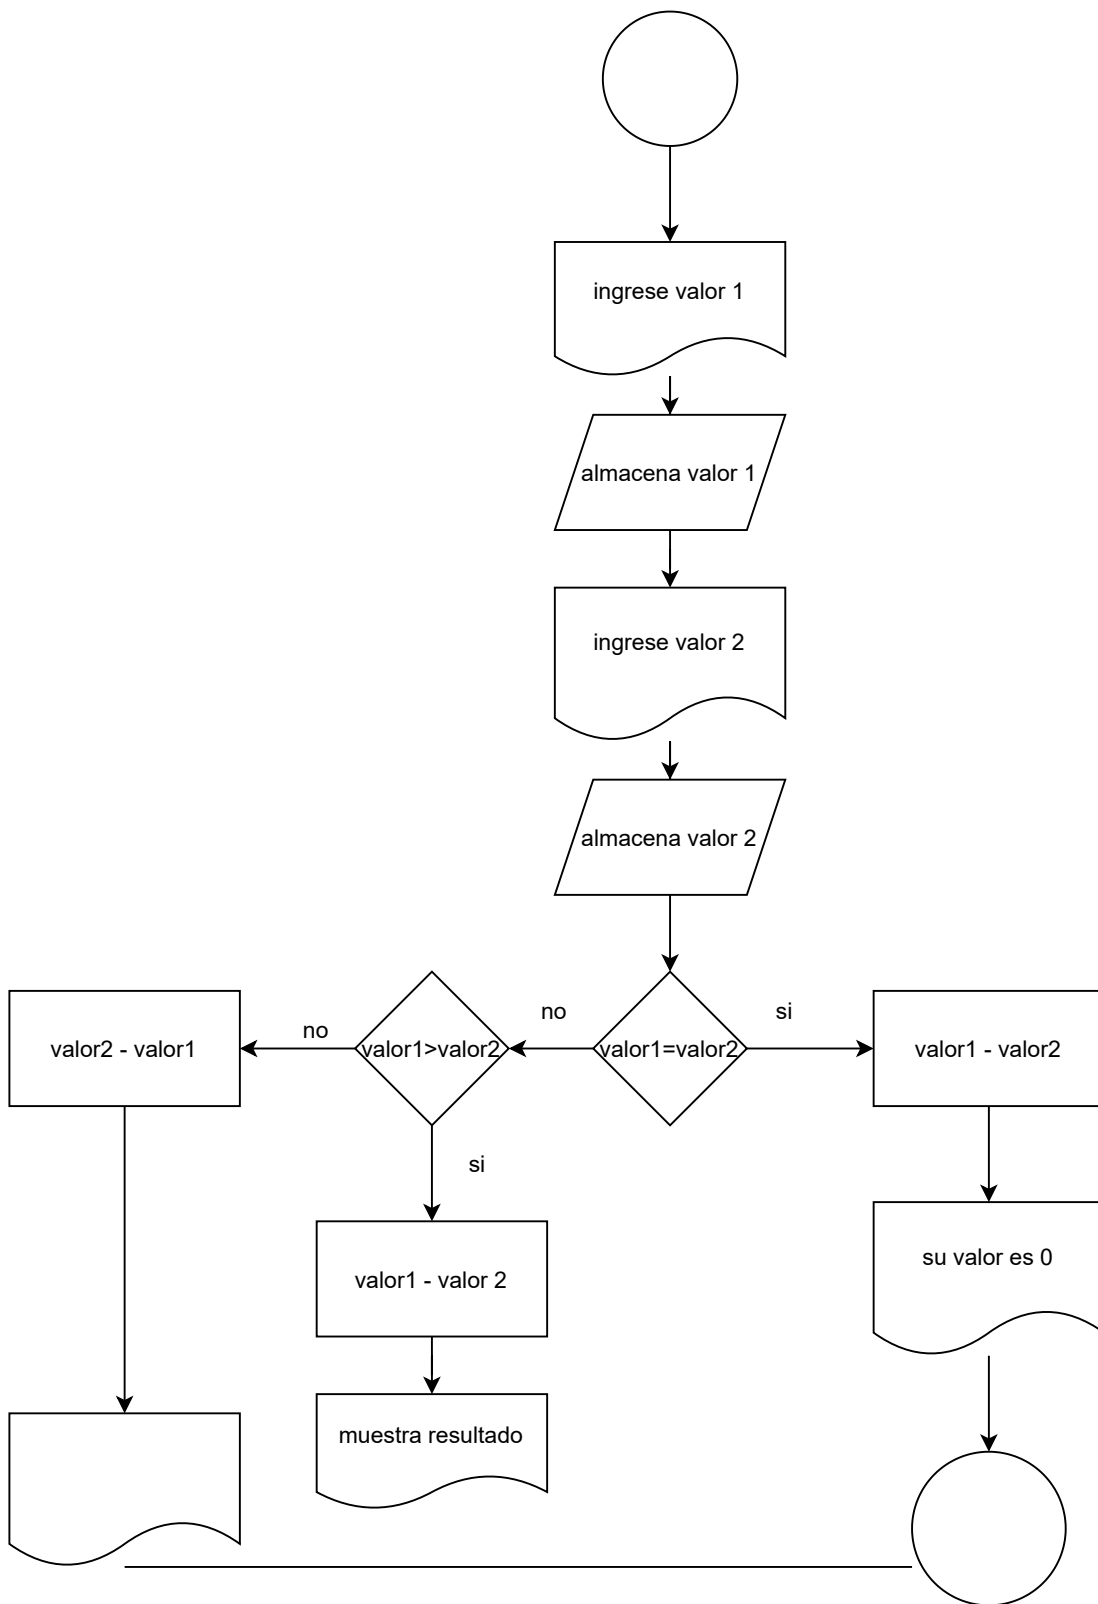 ingrese valor 1
almacena valor 1
ingrese valor 2
almacena valor 2
valor2 - valor1
no
valor1>valor2
no
valor1=valor2
si
valor1 - valor2
si
valor1 - valor 2
su valor es 0
muestra resultado